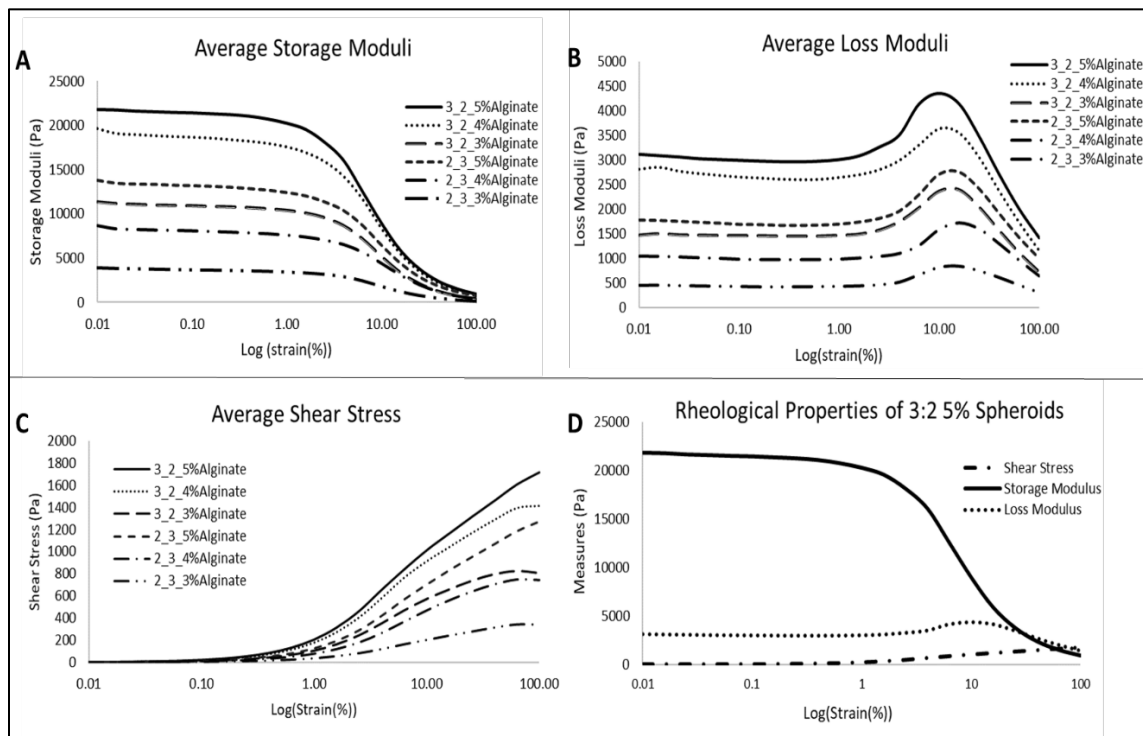 A
Average Storage Moduli
25000
20000
15000
10000
5000
0
Storage Moduli (Pa)
3_2_5%Alginate
3_2_4%Alginate
3_2_3%Alginate
2_3_5%Alginate
2_3_4%Alginate
2_3_3%Alginate
0.01 0.10 1.00 10.00 100.00
Log (strain(%))
B
Average Loss Moduli
5000
4500
4000
3500
3000
2500
2000
1500
1000
500
0
Loss Moduli (Pa)
3_2_5%Alginate
3_2_4%Alginate
3_2_3%Alginate
2_3_5%Alginate
2_3_4%Alginate
2_3_3%Alginate
0.01 0.10 1.00 10.00 100.00
Log(strain(%))
C
Average Shear Stress
2000
1800
1600
1400
1200
1000
800
600
400
200
0
Shear Stress (Pa)
3_2_5%Alginate
3_2_4%Alginate
3_2_3%Alginate
2_3_5%Alginate
2_3_4%Alginate
2_3_3%Alginate
0.01 0.10 1.00 10.00 100.00
Log(Strain(%))
D
Rheological Properties of 3:2 5% Spheroids
25000
20000
15000
10000
5000
0
Measures (Pa)
Shear Stress
Storage Modulus
Loss Modulus
0.01 0.1 1 10 100
Log(Strain(%))